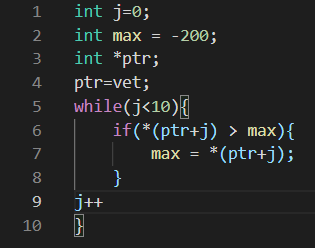 1 int j=0;
2 int max = -200;
3 int *ptr;
4 ptr=vet;
5 while(j<10){
6 if(*(ptr+j) > max){
7 max = *(ptr+j);
8 }
9 j++
10 }